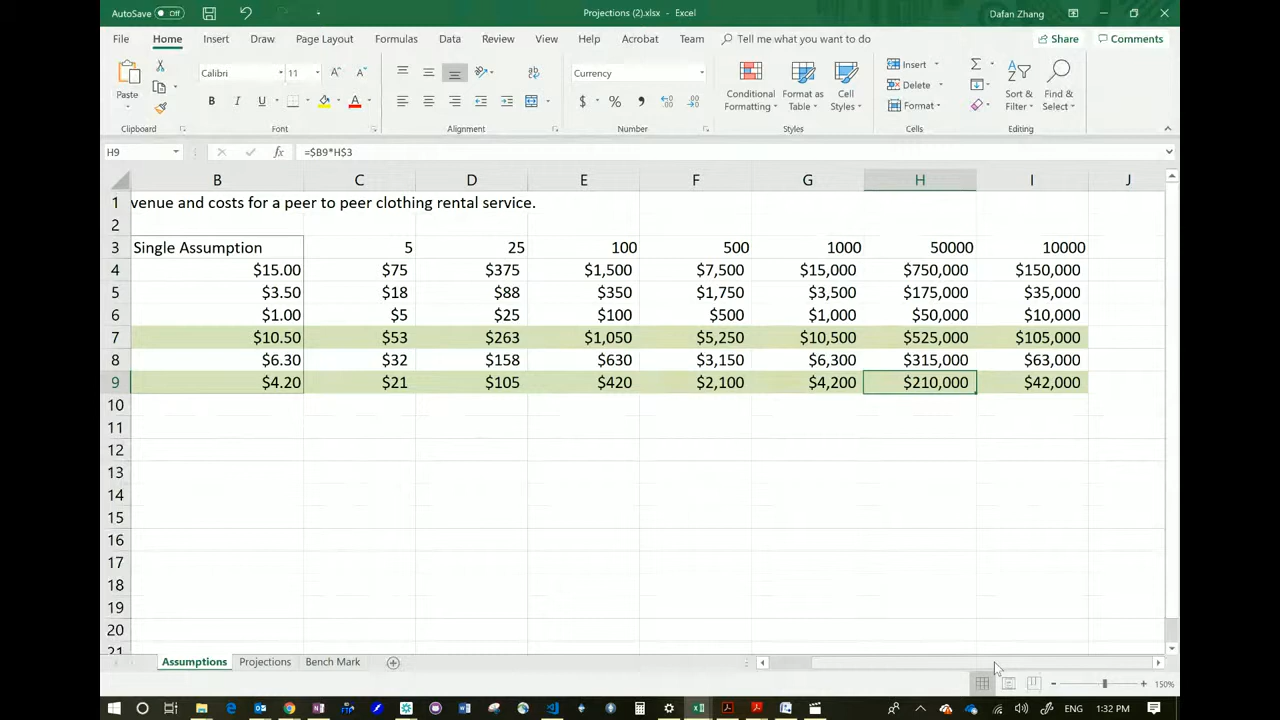 AutoSave Off Projections (2).xlsx - Excel Dafan Zhang
File Home Insert Draw Page Layout Formulas Data Review View Help Acrobat Team Tell me what you to do Share Comments
Paste
Calibri 11
B I U A
Currency
$ %
Conditional Formatting
Format as Table
Cell Styles
Insert
Delete
Format
Sort & Filter
Find & Select
Clipboard Font Alignment Number Styles Cells Editing
H9 fx =$B9*H$3
B C D E F G H I J
1 venue and costs for a peer to peer clothing rental service.
2
3 Single Assumption 5 25 100 500 1000 50000 10000
4 $15.00 $75 $375 $1,500 $7,500 $15,000 $750,000 $150,000
5 $3.50 $18 $88 $350 $1,750 $3,500 $175,000 $35,000
6 $1.00 $5 $25 $100 $500 $1,000 $50,000 $10,000
7 $10.50 $53 $263 $1,050 $5,250 $10,500 $525,000 $105,000
8 $6.30 $32 $158 $630 $3,150 $6,300 $315,000 $63,000
9 $4.20 $21 $105 $420 $2,100 $4,200 $210,000 $42,000
10
11
12
13
14
15
16
17
18
19
20
21
Assumptions Projections Bench Mark
150%
ENG 1:32 PM